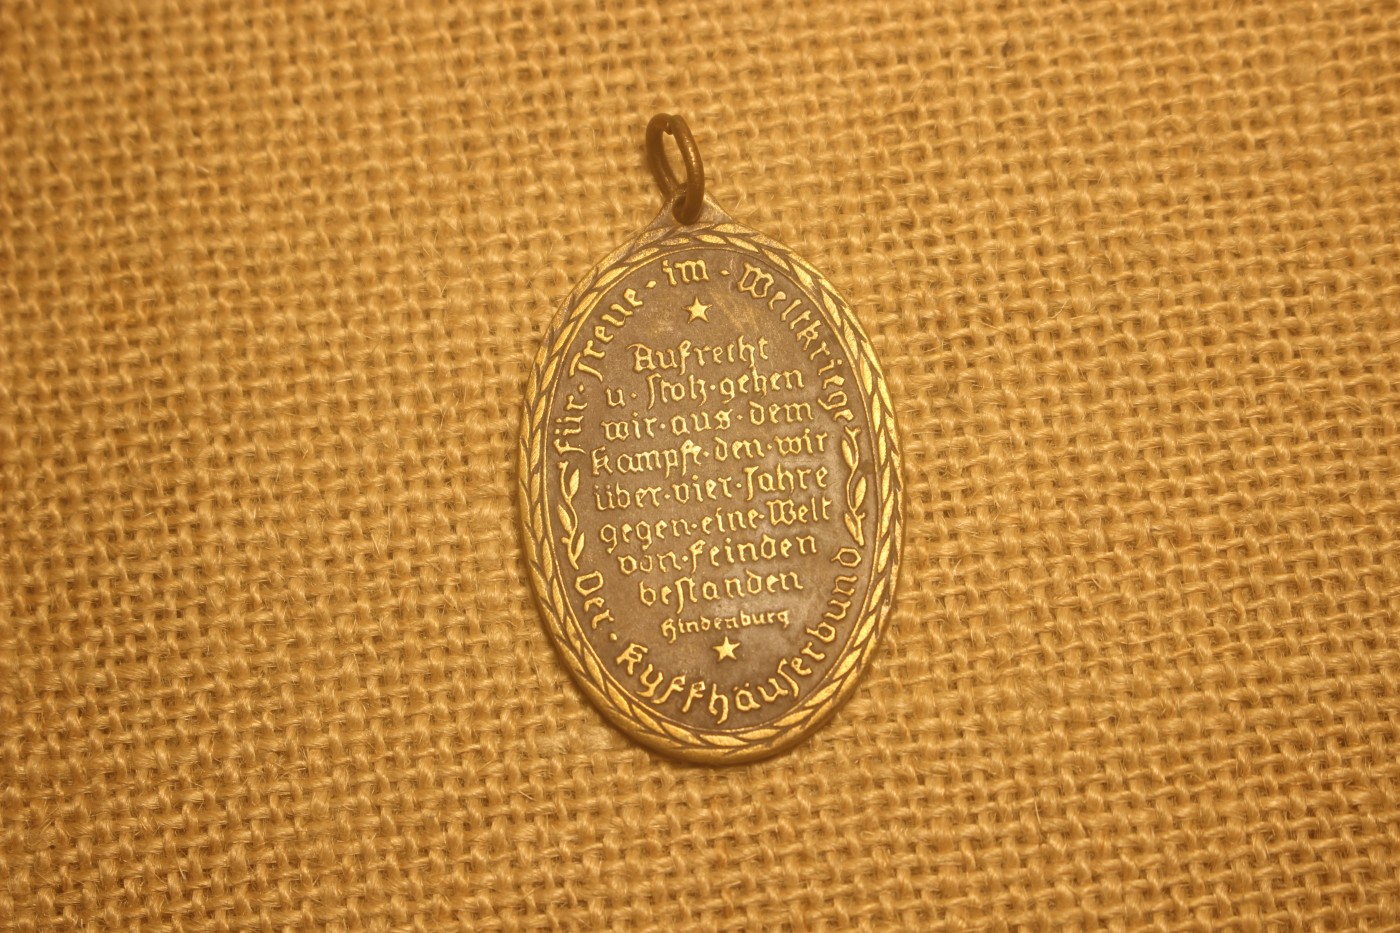 für · Treue · im · Weltkriege
Aufrecht
u · stolz · gehen
wir · aus · dem
Kampfe · den · wir
über · vier · Jahre
gegen · eine · Welt
von · Feinden
bestanden
Hindenburg
Der · Kyffhäuserbund